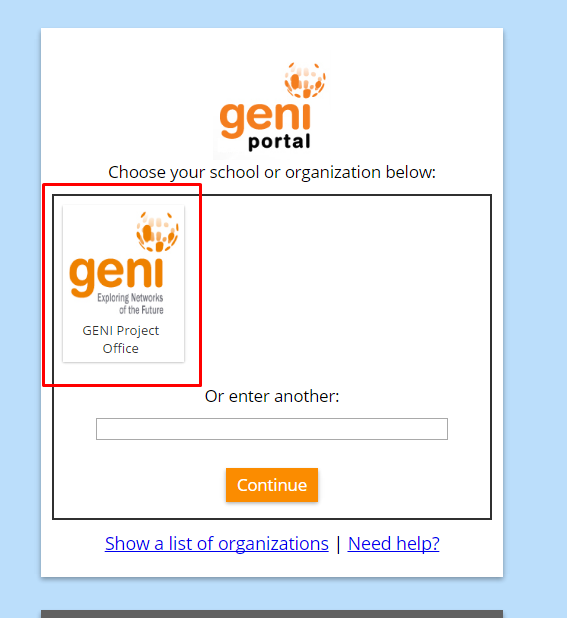 geni
portal
Choose your school or organization below:
geni
Exploring Networks
of the Future
GENI Project
Office
Or enter another:
Continue
Show a list of organizations | Need help?